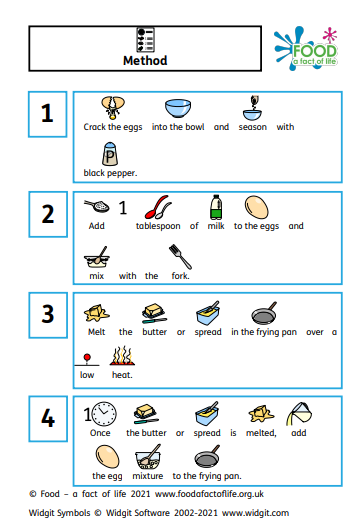 Method
FOOD
a fact of life
1
Crack the eggs into the bowl and season with
P
black pepper.
2
1
Add tablespoon of milk to the eggs and
mix with the fork.
3
Melt the butter or spread in the frying pan over a
low heat.
4
1
Once the butter or spread is melted, add
the egg mixture to the frying pan.
© Food – a fact of life 2021 www.foodafactoflife.org.uk
Widgit Symbols © Widgit Software 2002-2021 www.widgit.com